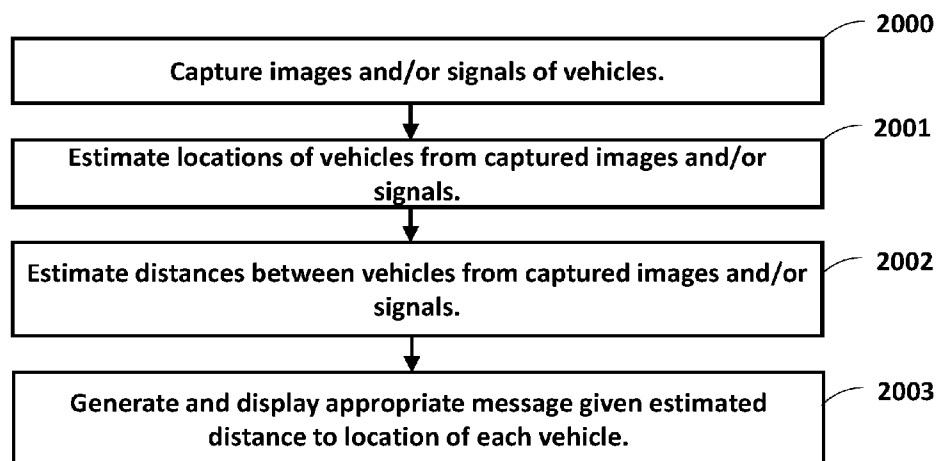 2000
Capture images and/or signals of vehicles.
2001
Estimate locations of vehicles from captured images and/or
signals.
2002
Estimate distances between vehicles from captured images and/or
signals.
2003
Generate and display appropriate message given estimated
distance to location of each vehicle.